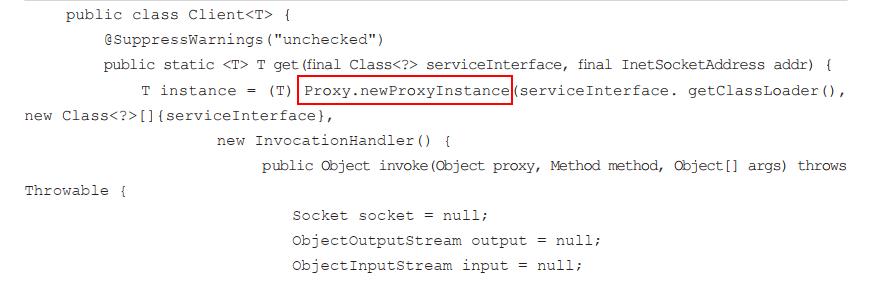 public class Client<T> {
@SuppressWarnings("unchecked")
public static <T> T get(final Class<?> serviceInterface, final InetSocketAddress addr) {
T instance = (T) Proxy.newProxyInstance(serviceInterface. getClassLoader(),
new Class<?>[]{serviceInterface},
new InvocationHandler() {
public Object invoke(Object proxy, Method method, Object[] args) throws
Throwable {
Socket socket = null;
ObjectOutputStream output = null;
ObjectInputStream input = null;